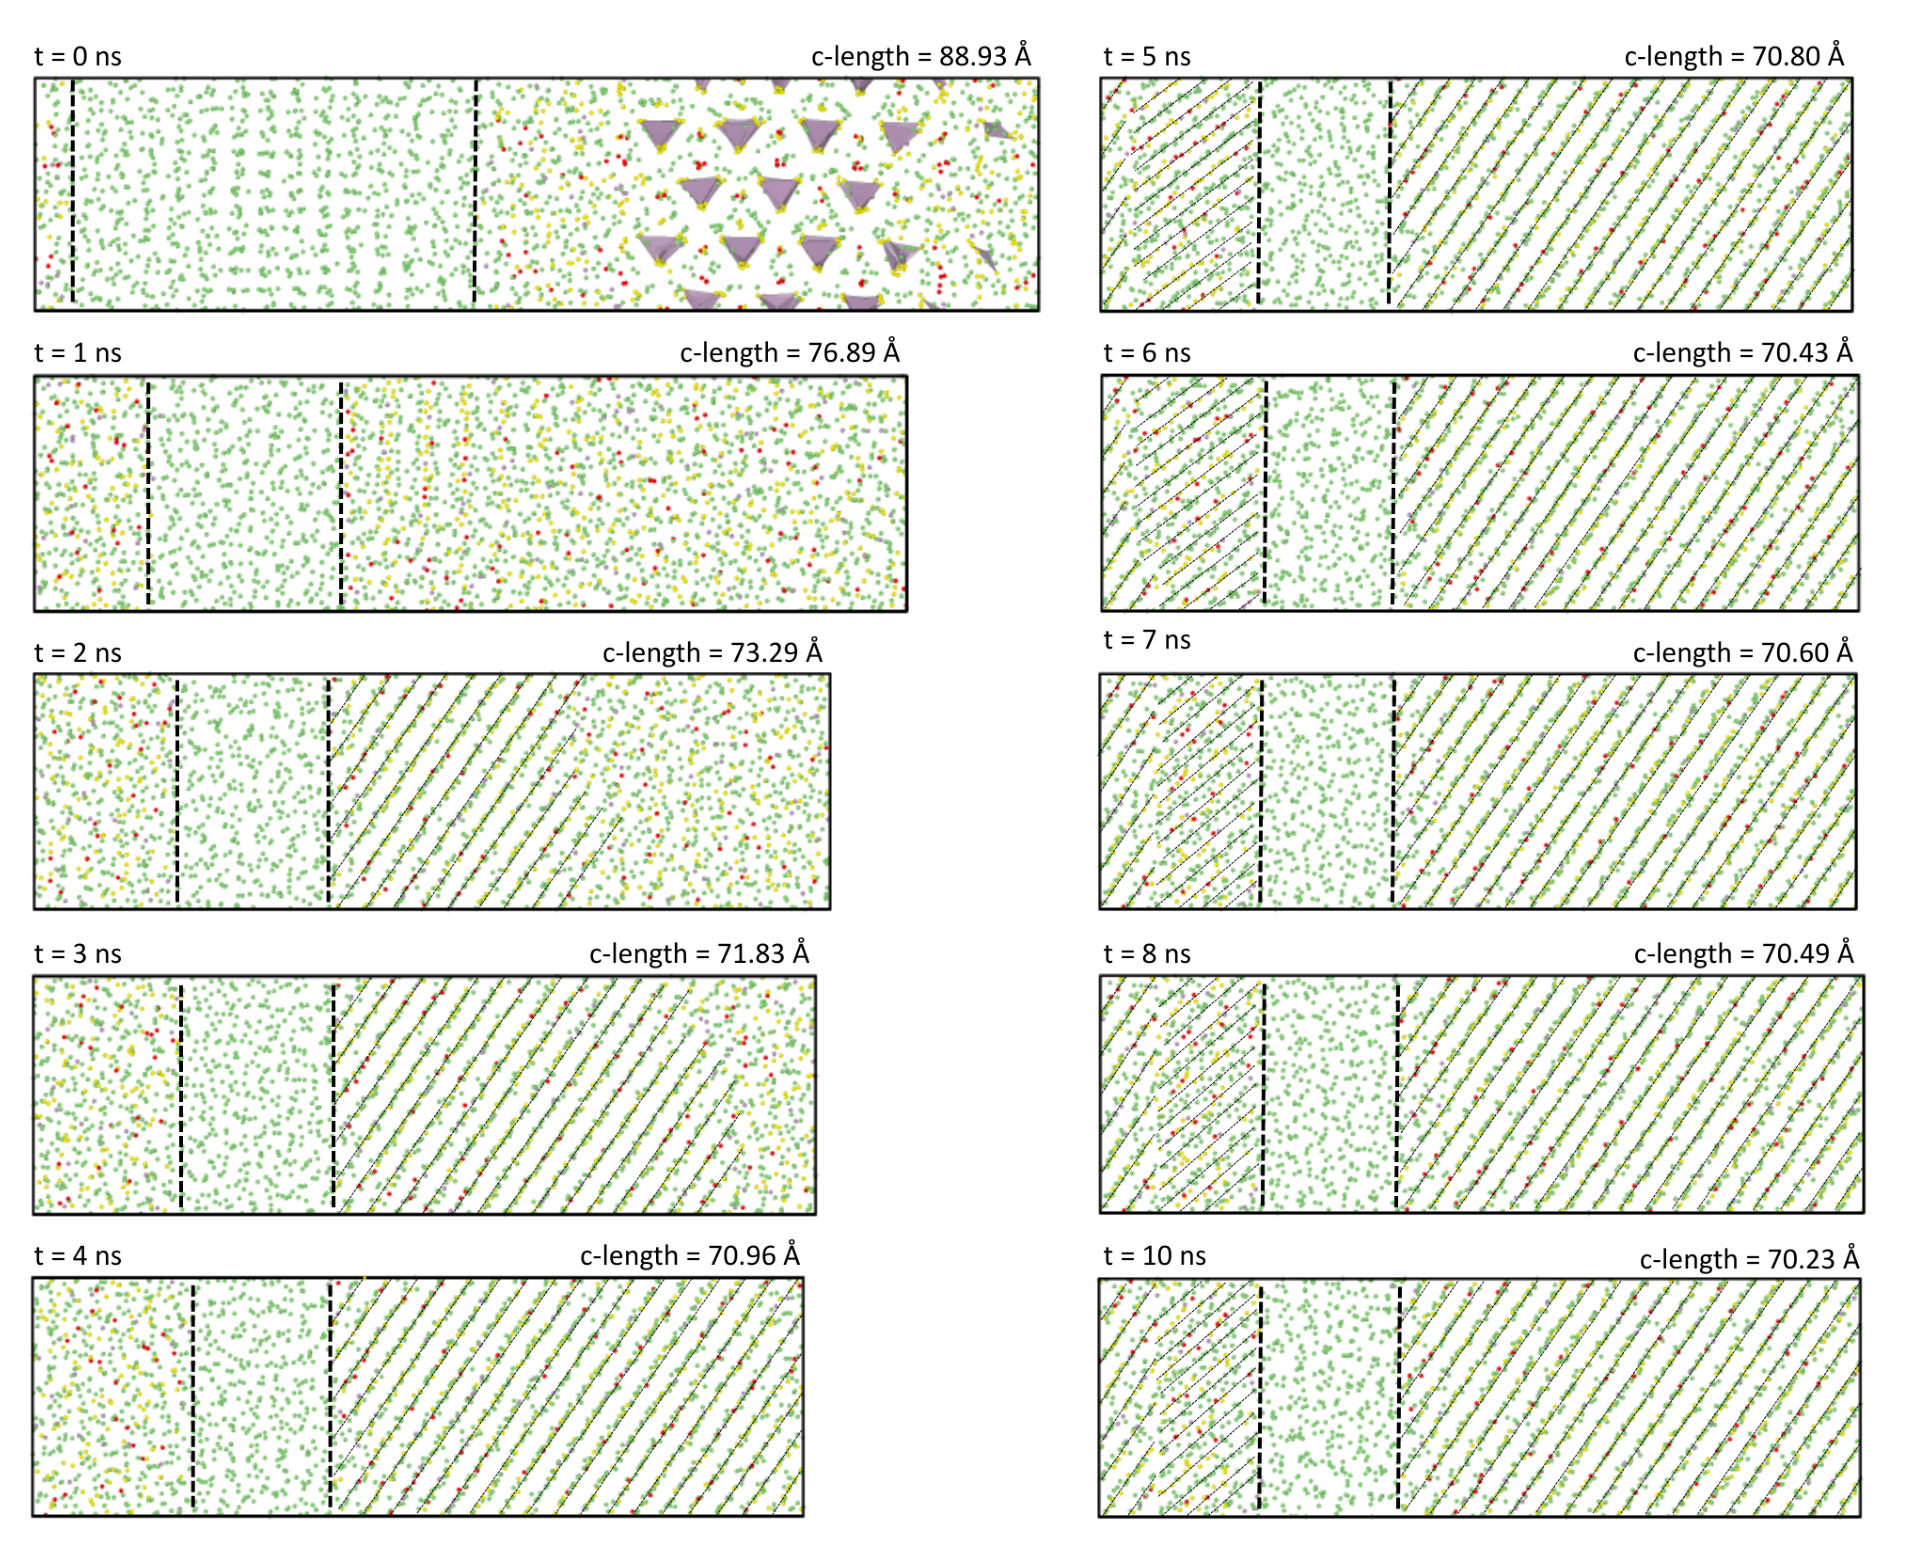 t = 0 ns
c-length = 88.93 Å
t = 1 ns
c-length = 76.89 Å
t = 2 ns
c-length = 73.29 Å
t = 3 ns
c-length = 71.83 Å
t = 4 ns
c-length = 70.96 Å
t = 5 ns
c-length = 70.80 Å
t = 6 ns
c-length = 70.43 Å
t = 7 ns
c-length = 70.60 Å
t = 8 ns
c-length = 70.49 Å
t = 10 ns
c-length = 70.23 Å